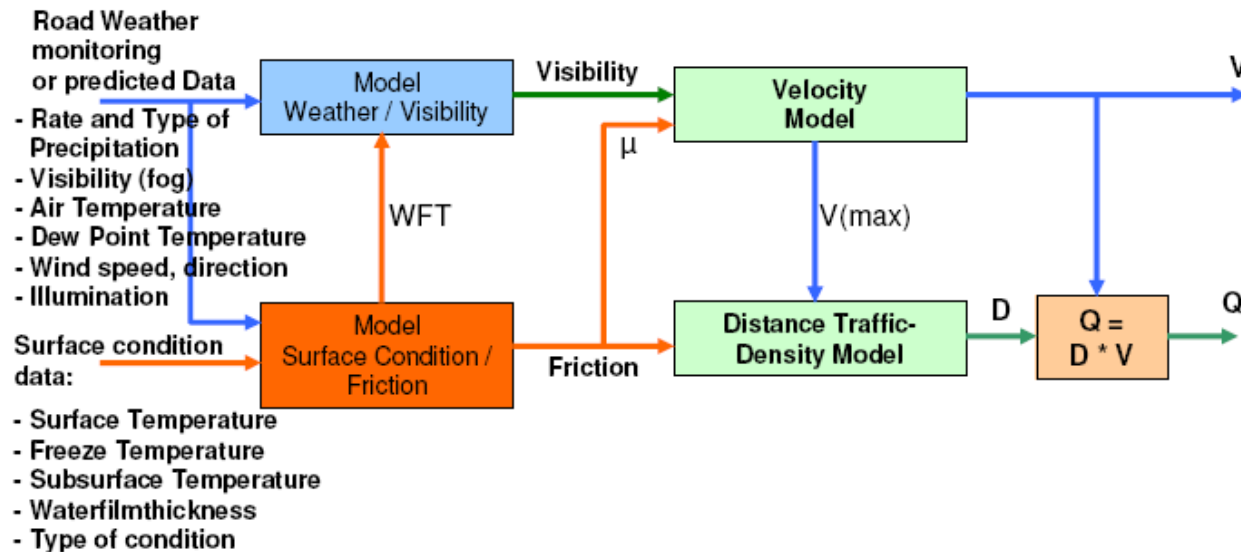 Road Weather
monitoring
or predicted Data
- Rate and Type of
Precipitation
- Visibility (fog)
- Air Temperature
- Dew Point Temperature
- Wind speed, direction
- Illumination
Surface condition
data:
- Surface Temperature
- Freeze Temperature
- Subsurface Temperature
- Waterfilmthickness
- Type of condition
Model
Weather / Visibility
WFT
Model
Surface Condition /
Friction
Visibility
μ
Friction
Velocity
Model
V(max)
Distance Traffic-
Density Model
D
Q =
D * V
V
Q